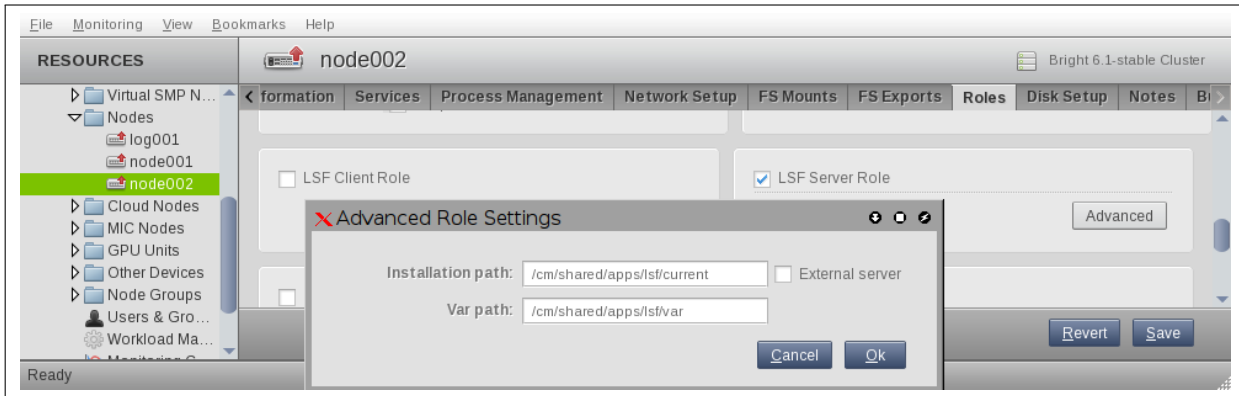 File Monitoring View Bookmarks Help
RESOURCES
node002
Bright 6.1-stable Cluster
Virtual SMP N...
Nodes
log001
node001
node002
Cloud Nodes
MIC Nodes
GPU Units
Other Devices
Node Groups
Users & Gro...
Workload Ma...
formation Services Process Management Network Setup FS Mounts FS Exports Roles Disk Setup Notes
LSF Client Role
LSF Server Role
Advanced
Advanced Role Settings
Installation path: /cm/shared/apps/lsf/current External server
Var path: /cm/shared/apps/lsf/var
Cancel Ok
Revert Save
Ready